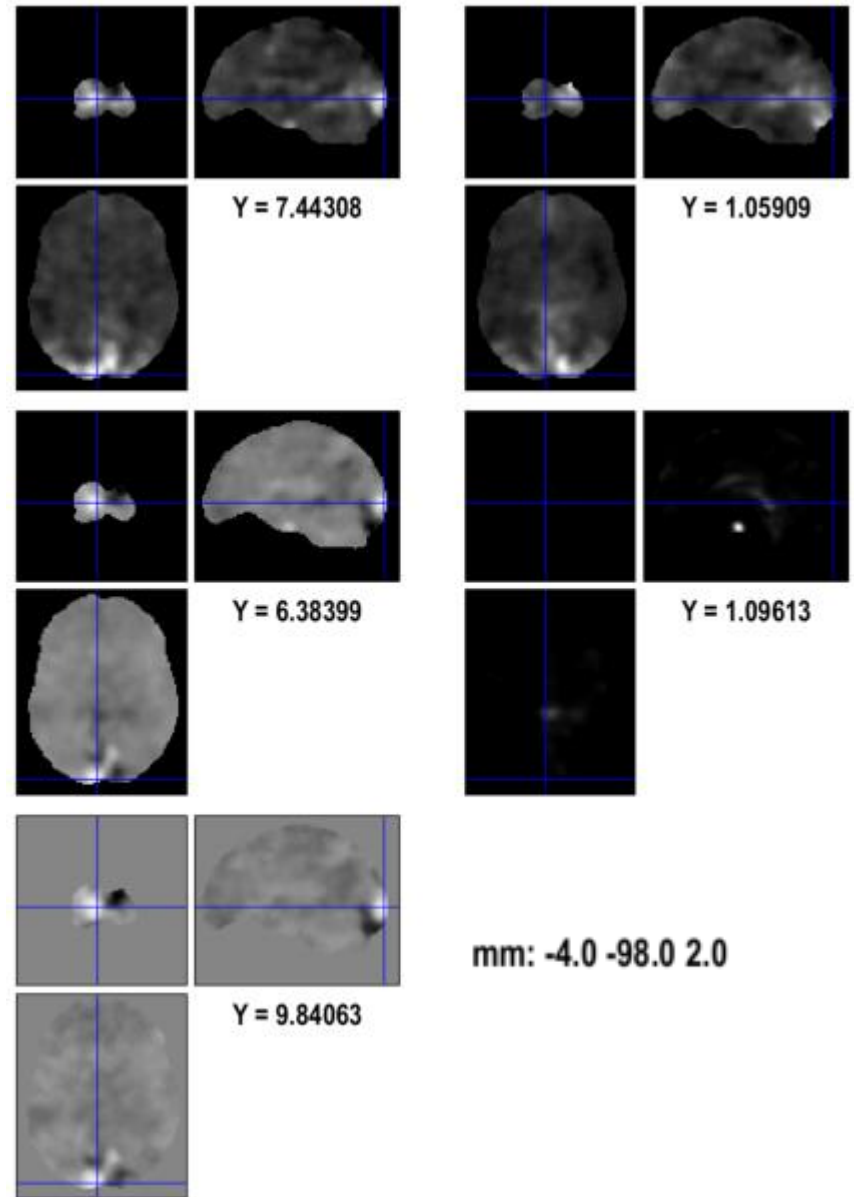 Y = 7.44308
Y = 1.05909
Y = 6.38399
Y = 1.09613
mm: -4.0 -98.0 2.0
Y = 9.84063